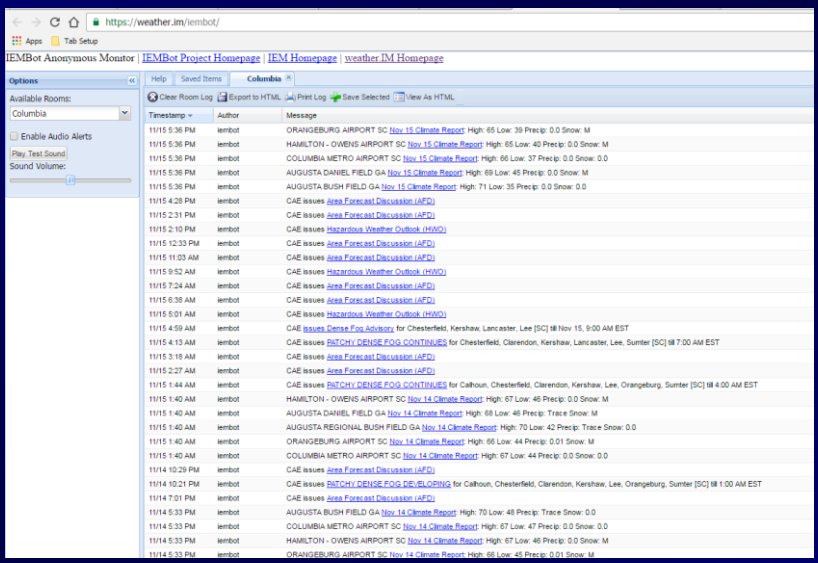 https://weather.im/iembot/
Apps Tab Setup
IEMBot Anonymous Monitor | IEMBot Project Homepage | IEM Homepage | weather IM Homepage
Options
Help Saved Items Columbia
Available Rooms:
Clear Room Log Export to HTML Print Log Save Selected View As HTML
Columbia
Timestamp Author Message
Enable Audio Alerts
Play Test Sound
Sound Volume:
11/15 5:36 PM iembot ORANGEBURG AIRPORT SC Nov 15 Climate Report: High: 65 Low: 39 Precip: 0.0 Snow: M
11/15 5:36 PM iembot HAMILTON - OWENS AIRPORT SC Nov 15 Climate Report: High: 65 Low: 40 Precip: 0.0 Snow: M
11/15 5:36 PM iembot COLUMBIA METRO AIRPORT SC Nov 15 Climate Report: High: 66 Low: 37 Precip: 0.0 Snow: 0.0
11/15 5:36 PM iembot AUGUSTA DANIEL FIELD GA Nov 15 Climate Report: High: 69 Low: 45 Precip: 0.0 Snow: M
11/15 5:36 PM iembot AUGUSTA BUSH FIELD GA Nov 15 Climate Report: High: 71 Low: 35 Precip: 0.0 Snow: 0.0
11/15 4:28 PM iembot CAE issues Area Forecast Discussion (AFD)
11/15 2:31 PM iembot CAE issues Area Forecast Discussion (AFD)
11/15 2:10 PM iembot CAE issues Hazardous Weather Outlook (HWO)
11/15 12:33 PM iembot CAE issues Area Forecast Discussion (AFD)
11/15 11:03 AM iembot CAE issues Area Forecast Discussion (AFD)
11/15 9:52 AM iembot CAE issues Hazardous Weather Outlook (HWO)
11/15 7:24 AM iembot CAE issues Area Forecast Discussion (AFD)
11/15 6:38 AM iembot CAE issues Area Forecast Discussion (AFD)
11/15 5:01 AM iembot CAE issues Hazardous Weather Outlook (HWO)
11/15 4:59 AM iembot CAE issues Dense Fog Advisory for Chesterfield, Kershaw, Lancaster, Lee [SC] till Nov 15, 9:00 AM EST
11/15 4:13 AM iembot CAE issues PATCHY DENSE FOG CONTINUES for Chesterfield, Clarendon, Kershaw, Lancaster, Lee, Sumter [SC] till 7:00 AM EST
11/15 3:18 AM iembot CAE issues Area Forecast Discussion (AFD)
11/15 2:27 AM iembot CAE issues Area Forecast Discussion (AFD)
11/15 1:44 AM iembot CAE issues PATCHY DENSE FOG CONTINUES for Calhoun, Chesterfield, Clarendon, Kershaw, Lee, Orangeburg, Sumter [SC] till 4:00 AM EST
11/15 1:40 AM iembot HAMILTON - OWENS AIRPORT SC Nov 14 Climate Report: High: 67 Low: 46 Precip: 0.0 Snow: M
11/15 1:40 AM iembot AUGUSTA DANIEL FIELD GA Nov 14 Climate Report: High: 68 Low: 46 Precip: Trace Snow: M
11/15 1:40 AM iembot AUGUSTA REGIONAL BUSH FIELD GA Nov 14 Climate Report: High: 70 Low: 42 Precip: Trace Snow: 0.0
11/15 1:40 AM iembot ORANGEBURG AIRPORT SC Nov 14 Climate Report: High: 66 Low: 44 Precip: 0.01 Snow: M
11/15 1:40 AM iembot COLUMBIA METRO AIRPORT SC Nov 14 Climate Report: High: 67 Low: 44 Precip: 0.0 Snow: 0.0
11/14 10:29 PM iembot CAE issues Area Forecast Discussion (AFD)
11/14 10:21 PM iembot CAE issues PATCHY DENSE FOG DEVELOPING for Calhoun, Chesterfield, Clarendon, Kershaw, Lancaster, Lee, Orangeburg, Sumter [SC] till 1:00 AM EST
11/14 7:01 PM iembot CAE issues Area Forecast Discussion (AFD)
11/14 5:33 PM iembot AUGUSTA BUSH FIELD GA Nov 14 Climate Report: High: 70 Low: 48 Precip: Trace Snow: 0.0
11/14 5:33 PM iembot COLUMBIA METRO AIRPORT SC Nov 14 Climate Report: High: 67 Low: 47 Precip: 0.0 Snow: 0.0
11/14 5:33 PM iembot HAMILTON - OWENS AIRPORT SC Nov 14 Climate Report: High: 67 Low: 46 Precip: 0.0 Snow: M
11/14 5:33 PM iembot ORANGEBURG AIRPORT SC Nov 14 Climate Report: High: 66 Low: 45 Precip: 0.01 Snow: M